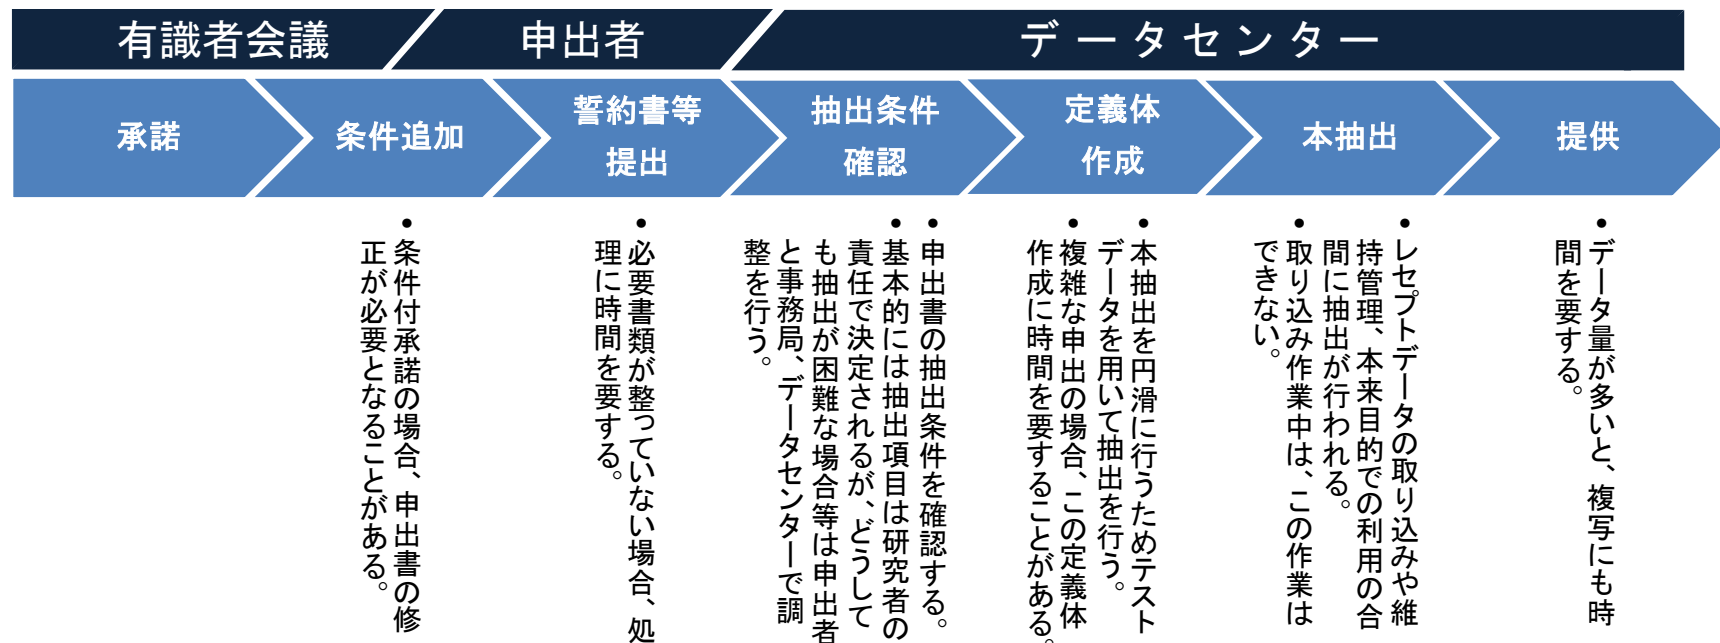 有識者会議
申出者
データセンター
承諾
条件追加
誓約書等
提出
抽出条件
確認
定義体
作成
本抽出
提供
•条件付承諾の場合、申出書の修
正が必要となることがある。
•必要書類が整っていない場合、処
理に時間を要する。
•申出書の抽出条件を確認する。
•基本的には抽出項目は研究者の
責任で決定されるが、どうして
も抽出が困難な場合等は申出者
と事務局、データセンターで調
整を行う。
•本抽出を円滑に行うためテスト
データを用いて抽出を行う。
•複雑な申出の場合、この定義体
作成に時間を要することがある。
•レセプトデータの取り込みや維
持管理、本来目的での利用の合
間に抽出が行われる。
•取り込み作業中は、この作業は
できない。
•データ量が多いと、複写にも時
間を要する。